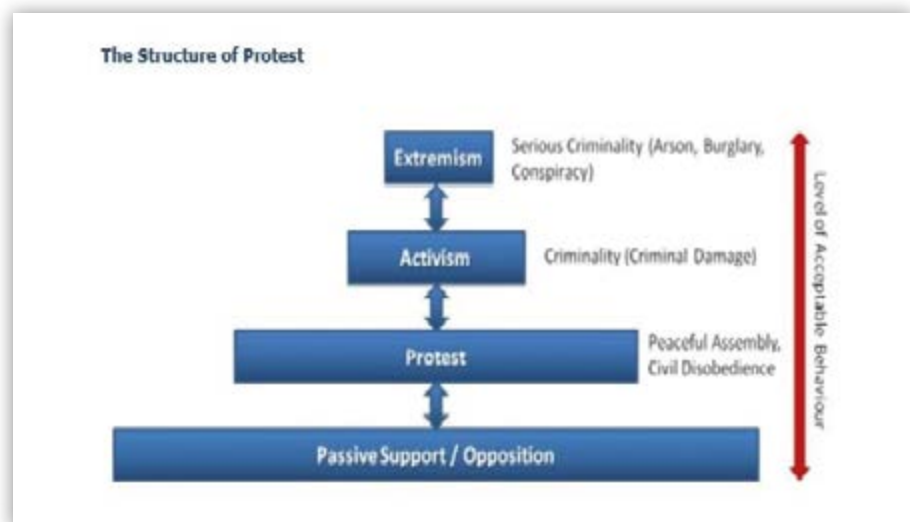 The Structure of Protest
Extremism
Serious Criminality (Arson, Burglary,
Conspiracy)
Activism
Criminality (Criminal Damage)
Protest
Peaceful Assembly,
Civil Disobedience
Passive Support / Opposition
Level of Acceptable Behaviour